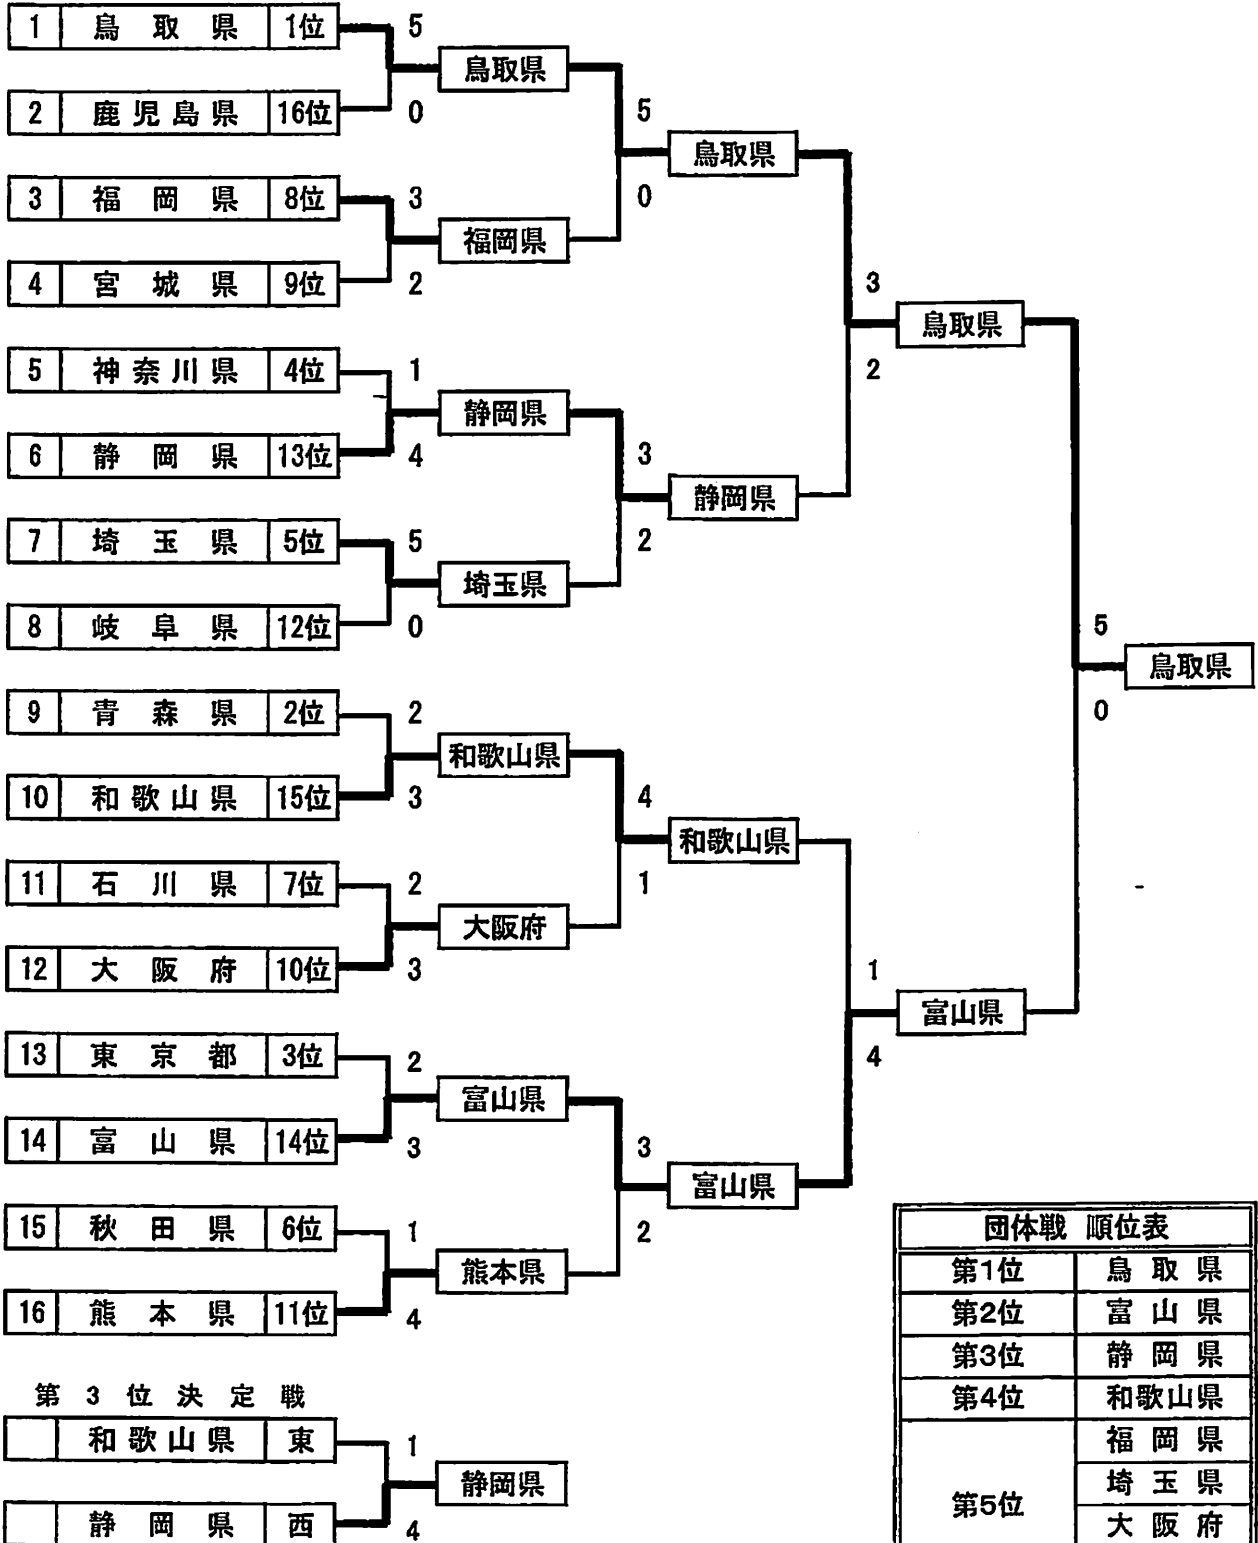 1 鳥取県 1位 5
鳥取県
2 鹿児島県 16位 0
5
鳥取県
0
3 福岡県 8位 3
福岡県
4 宮城県 9位 2
3
鳥取県
2
5 神奈川県 4位 1
静岡県
6 静岡県 13位 4
3
静岡県
2
7 埼玉県 5位 5
埼玉県
8 岐阜県 12位 0
5
鳥取県
0
9 青森県 2位 2
和歌山県
10 和歌山県 15位 3
4
和歌山県
1
11 石川県 7位 2
大阪府
12 大阪府 10位 3
1
富山県
4
13 東京都 3位 2
富山県
14 富山県 14位 3
3
富山県
2
15 秋田県 6位 1
熊本県
16 熊本県 11位 4
第3位決定戦
和歌山県 東 1
静岡県
静岡県 西 4
団体戦 順位表
第1位 鳥取県
第2位 富山県
第3位 静岡県
第4位 和歌山県
第5位 福岡県
埼玉県
大阪府